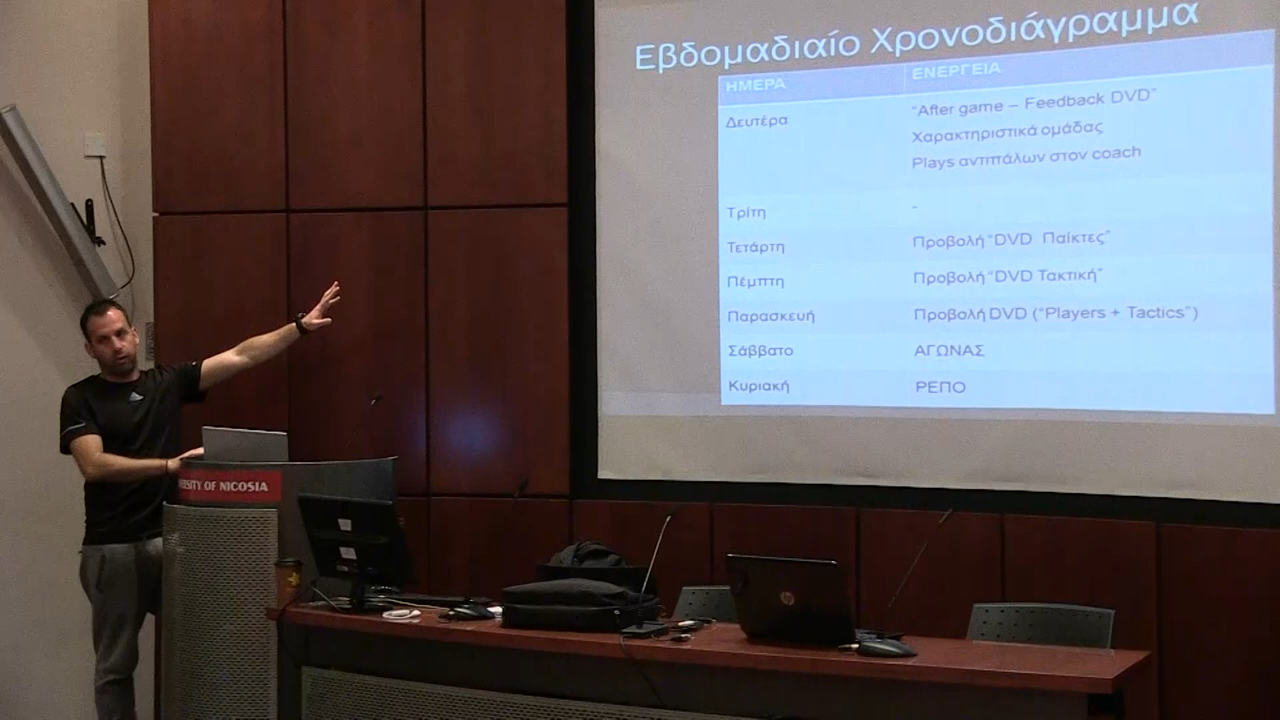 Εβδομαδιαίο Χρονοδιάγραμμα
ΗΜΕΡΑ ΕΝΕΡΓΕΙΑ
Δευτέρα "After game – Feedback DVD"
Χαρακτηριστικά ομάδας
Plays αντιπάλων στον coach
Τρίτη -
Τετάρτη Προβολή "DVD Παίκτες"
Πέμπτη Προβολή "DVD Τακτική"
Παρασκευή Προβολή DVD ("Players + Tactics")
Σάββατο ΑΓΩΝΑΣ
Κυριακή ΡΕΠΟ
OF NICOSIA
hp